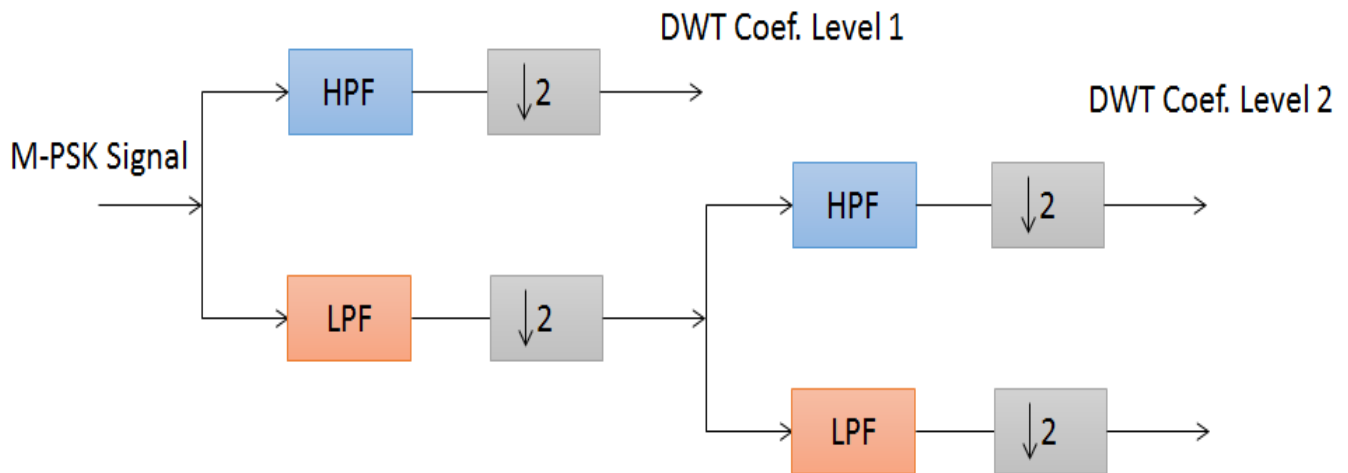 DWT Coef. Level 1
HPF
↓2
DWT Coef. Level 2
M-PSK Signal
HPF
↓2
LPF
↓2
LPF
↓2